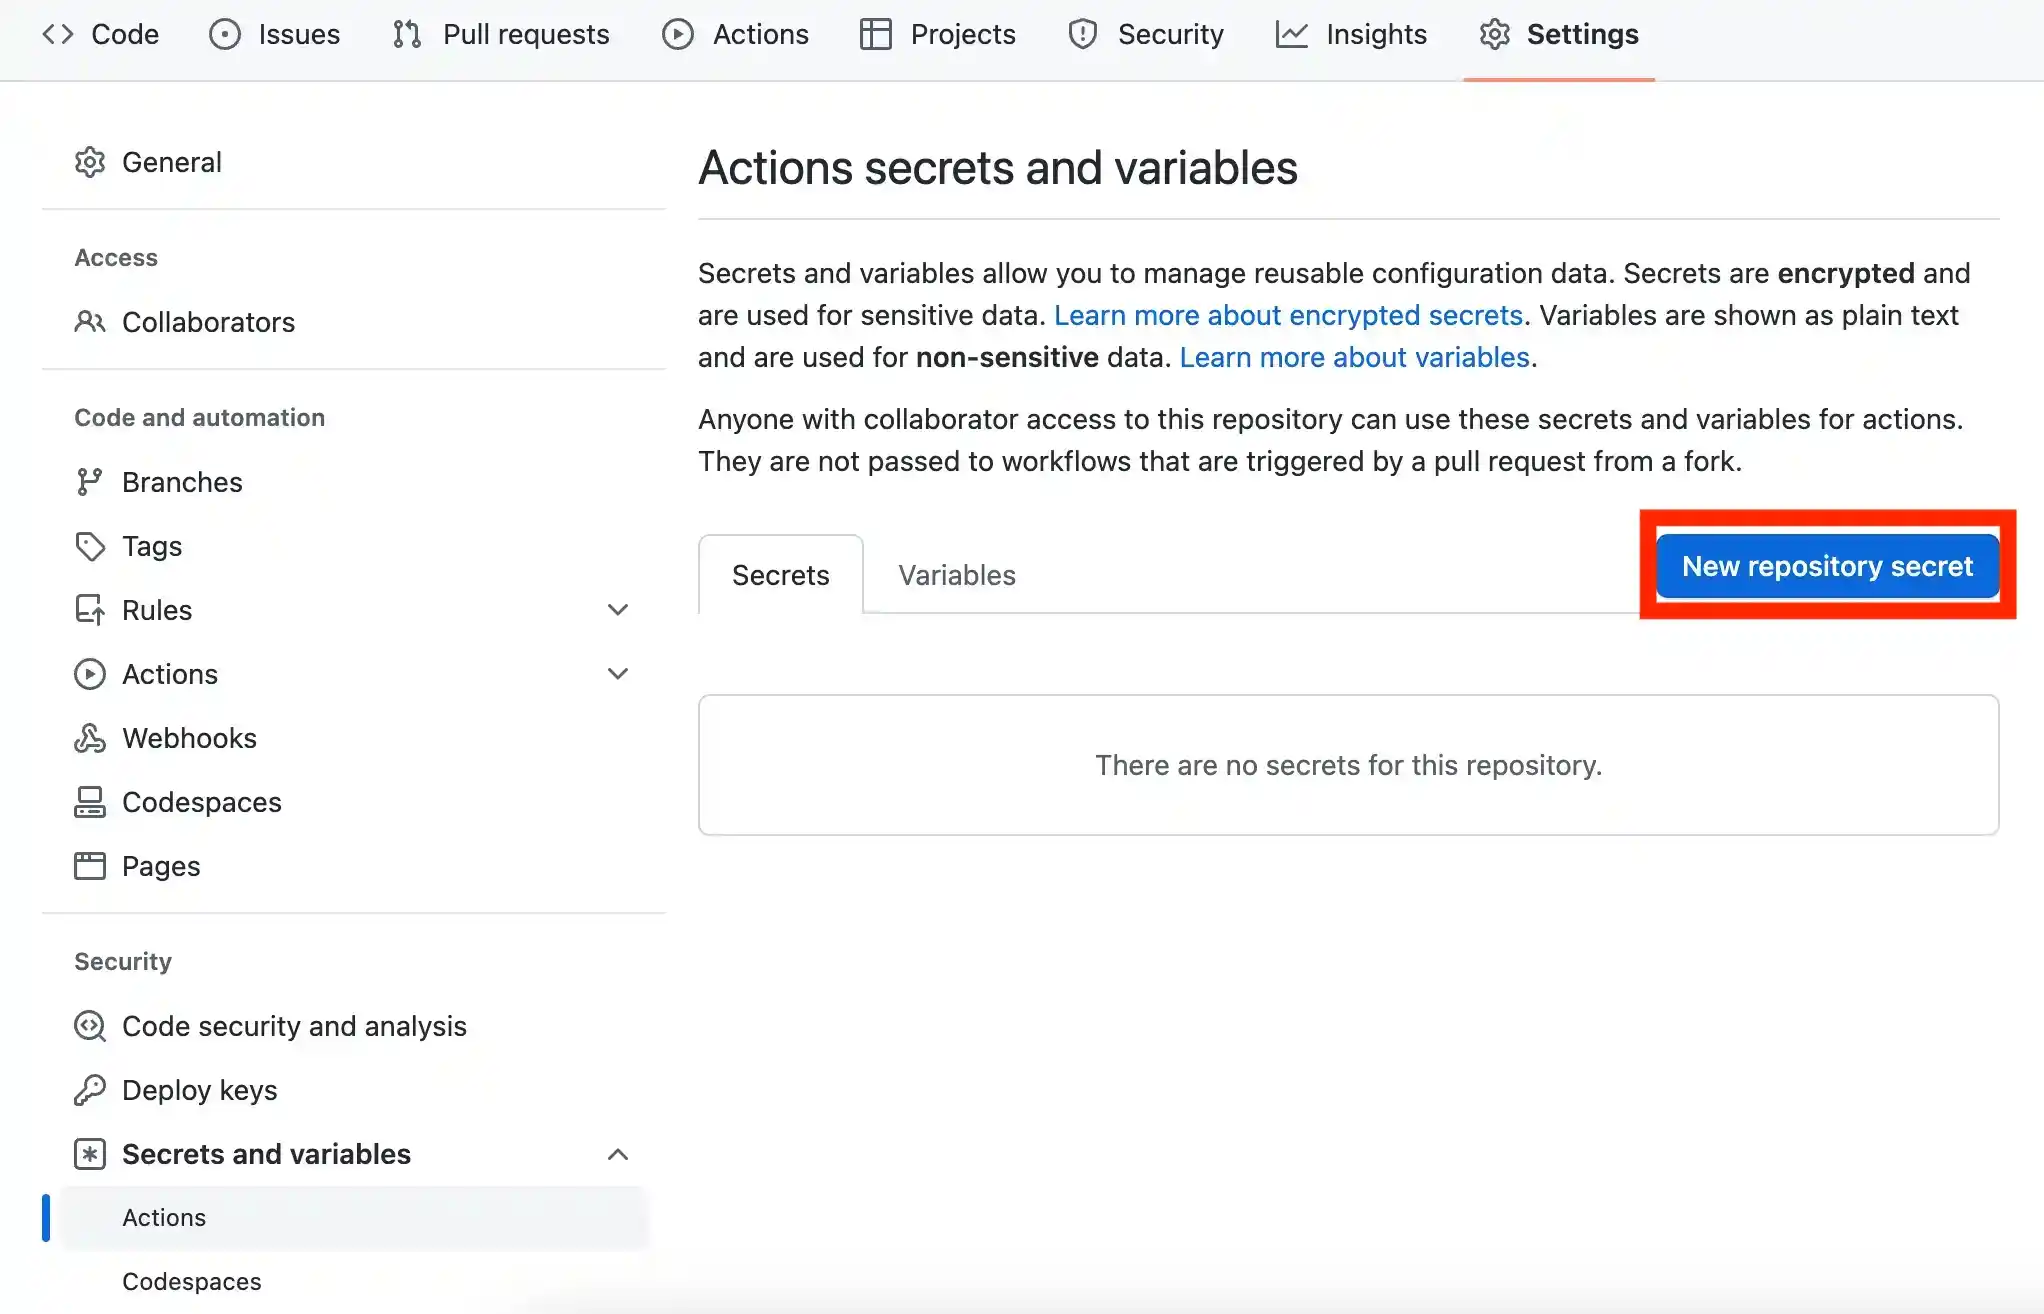 Code Issues Pull requests Actions Projects Security Insights Settings
General
Access
Collaborators
Code and automation
Branches
Tags
Rules
Actions
Webhooks
Codespaces
Pages
Security
Code security and analysis
Deploy keys
Secrets and variables
Actions
Codespaces
Actions secrets and variables
Secrets and variables allow you to manage reusable configuration data. Secrets are encrypted and
are used for sensitive data. Learn more about encrypted secrets. Variables are shown as plain text
and are used for non-sensitive data. Learn more about variables.
Anyone with collaborator access to this repository can use these secrets and variables for actions.
They are not passed to workflows that are triggered by a pull request from a fork.
Secrets Variables New repository secret
There are no secrets for this repository.